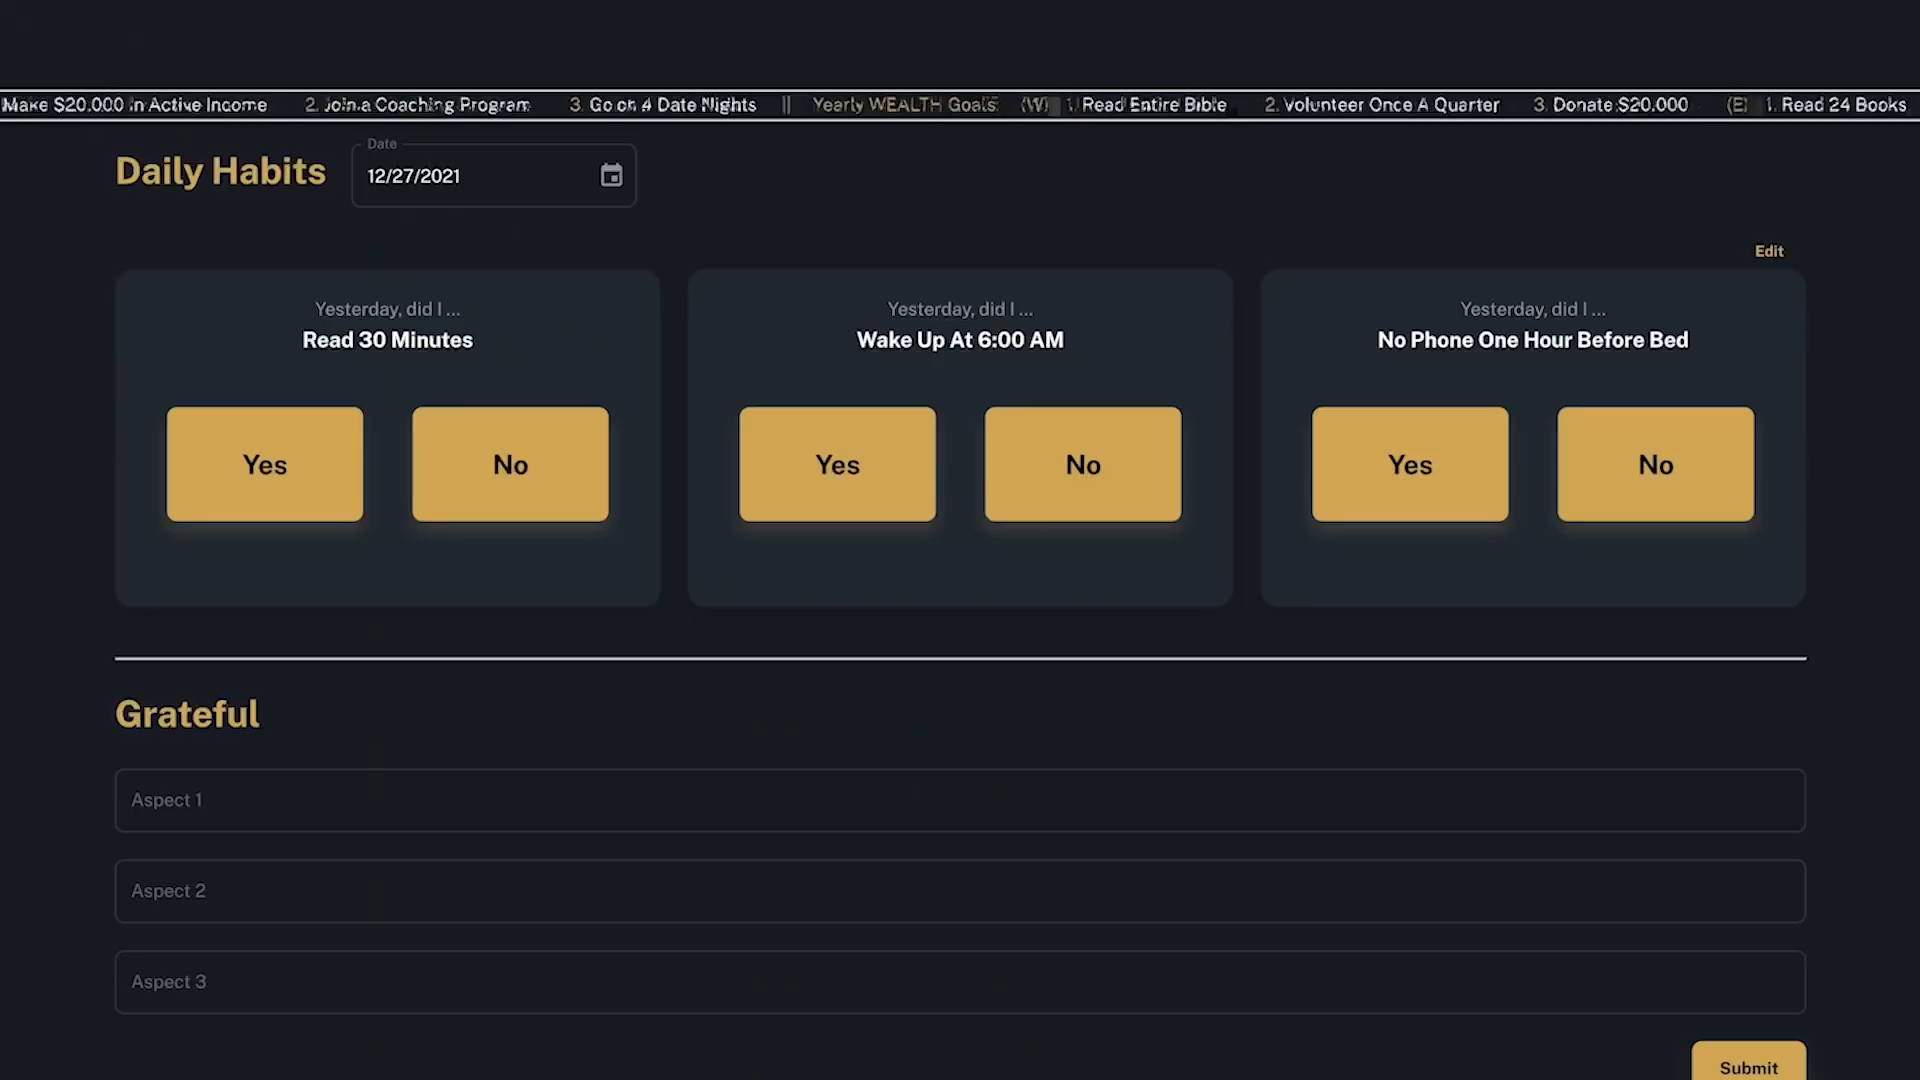 Make $20,000 in Active Income 2. Join a Coaching Program 3. Go on 4 Date Nights || Yearly WEALTH Goals (W) 1. Read Entire Bible 2. Volunteer Once A Quarter 3. Donate $20,000 (E) 1. Read 24 Books
Daily Habits
Date
12/27/2021
Edit
Yesterday, did I ...
Read 30 Minutes
Yes No
Yesterday, did I ...
Wake Up At 6:00 AM
Yes No
Yesterday, did I ...
No Phone One Hour Before Bed
Yes No
Grateful
Aspect 1
Aspect 2
Aspect 3
Submit